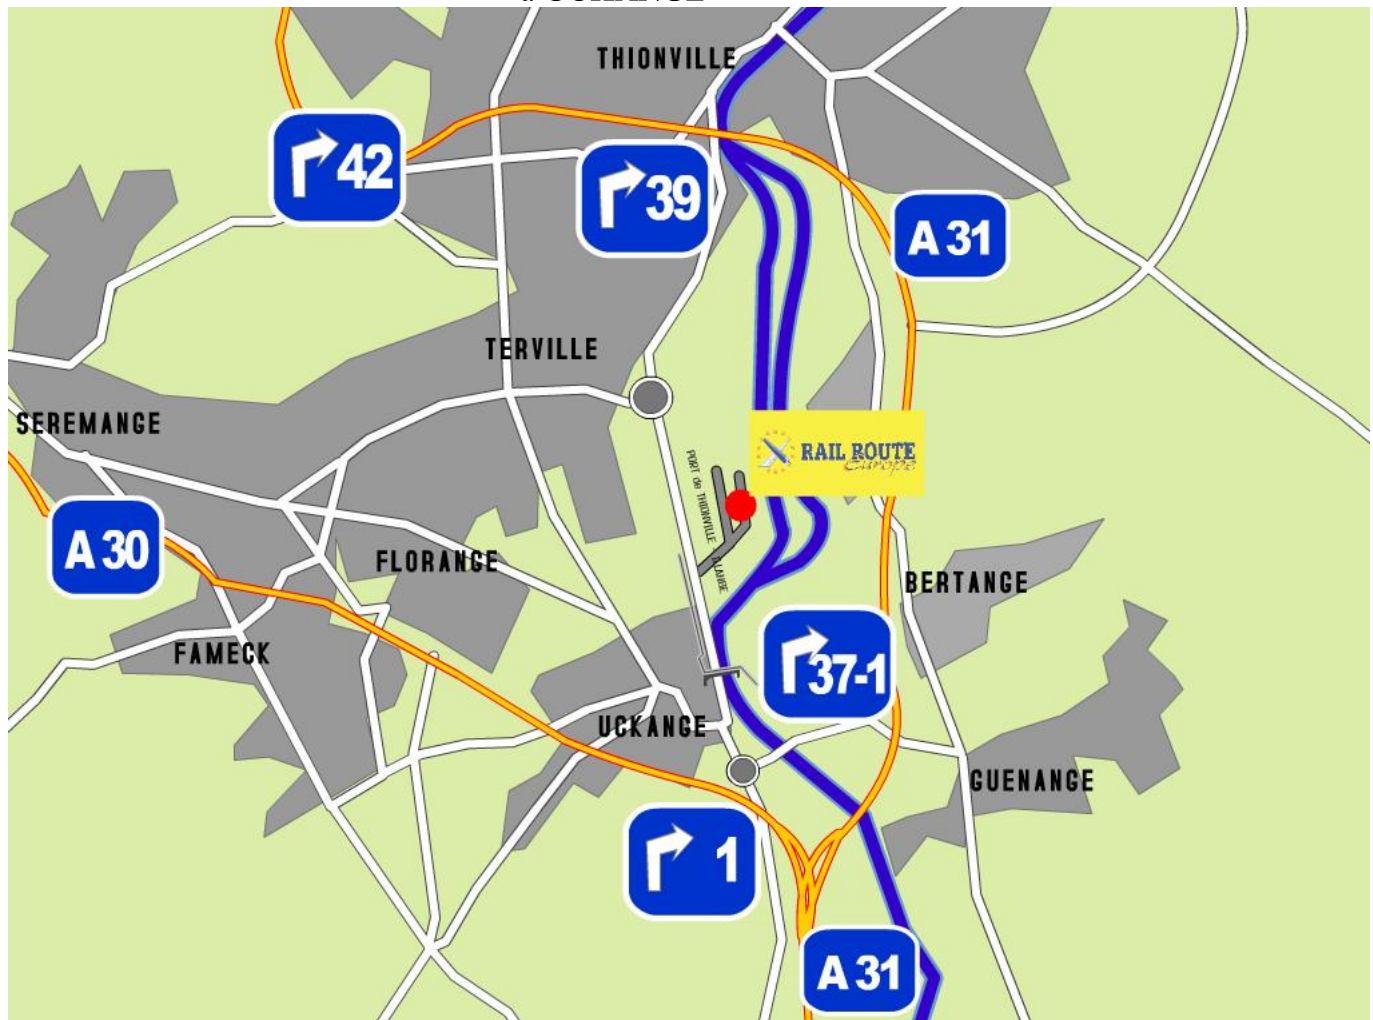 à UCKANGE
THIONVILLE
42
39
A 31
TERVILLE
SEREMANGE
RAIL ROUTE
Europe
PORT de THIONVILLE
A 30
FLORANGE
BERTANGE
FAMECK
37-1
UCKANGE
GUENANGE
1
A 31